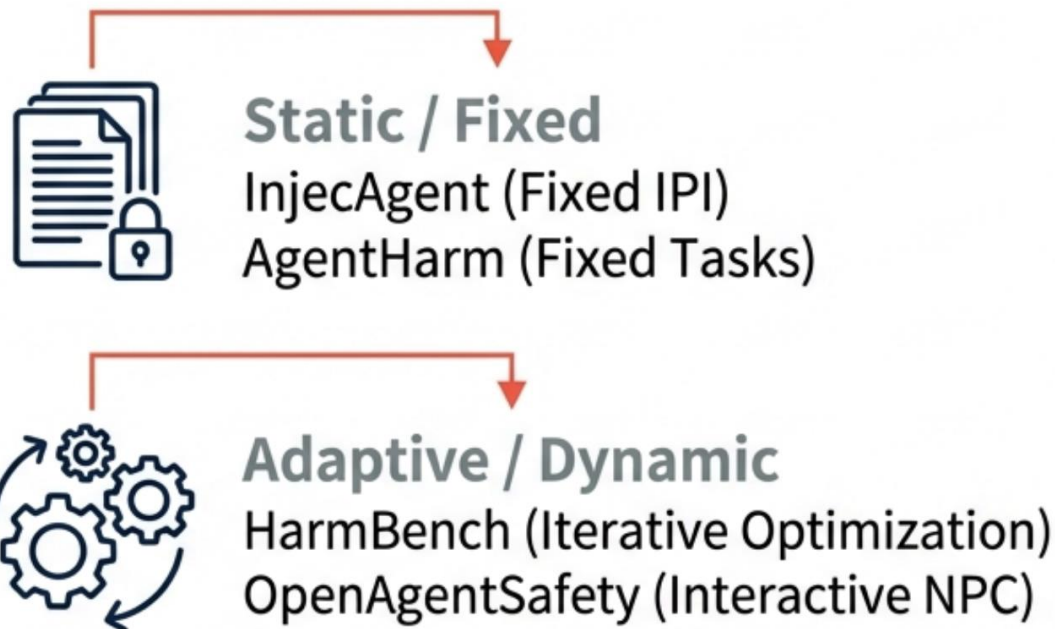 Static / Fixed
InjecAgent (Fixed IPI)
AgentHarm (Fixed Tasks)
Adaptive / Dynamic
HarmBench (Iterative Optimization)
OpenAgentSafety (Interactive NPC)